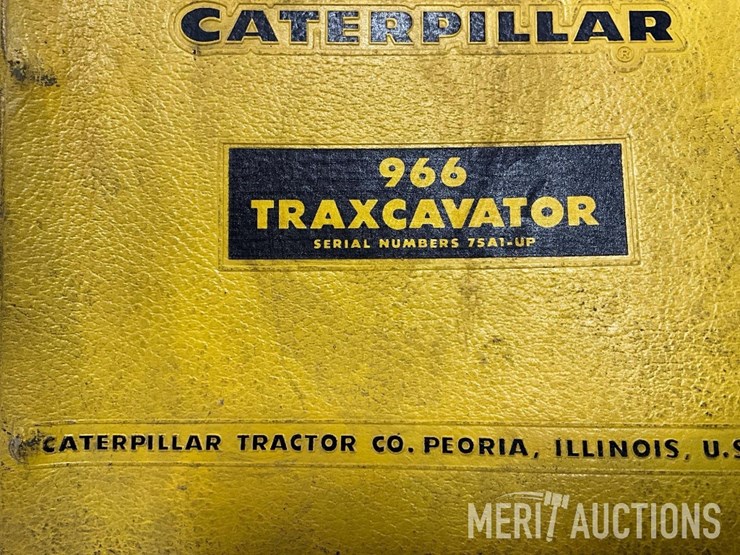 CATERPILLAR
®
966
TRAXCAVATOR
SERIAL NUMBERS 75A1-UP
CATERPILLAR TRACTOR CO. PEORIA, ILLINOIS, U.S
MERIT AUCTIONS